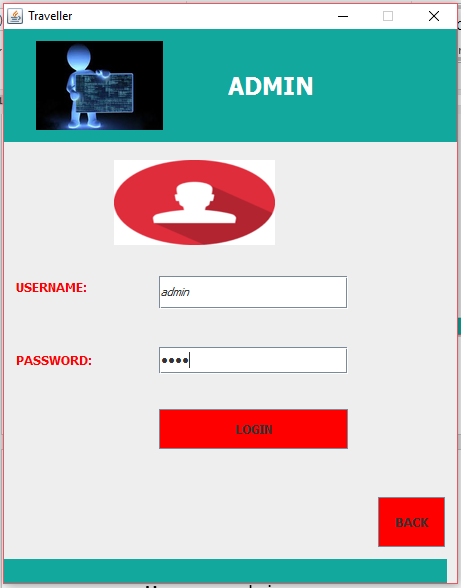 Traveller
ADMIN
USERNAME:
admin
PASSWORD:
••••
LOGIN
BACK